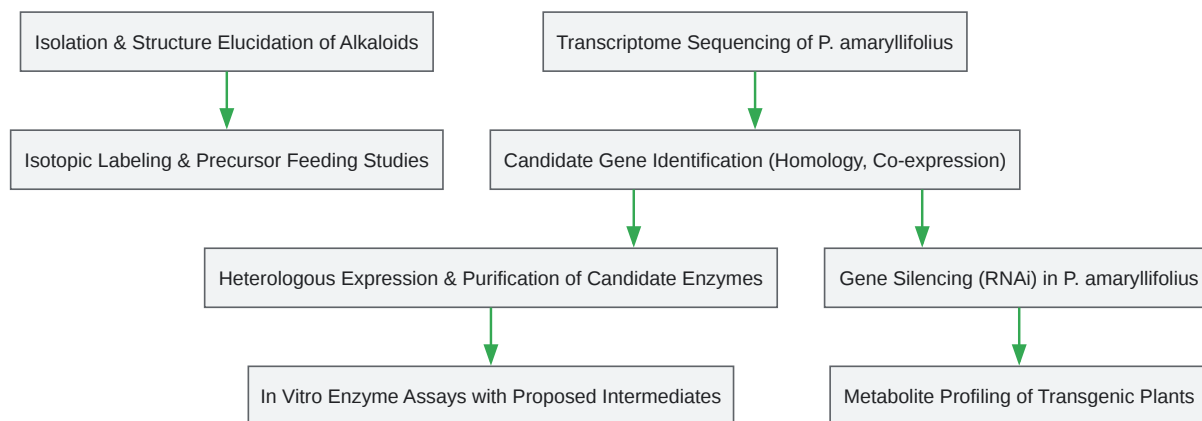 Isolation & Structure Elucidation of Alkaloids
Transcriptome Sequencing of P. amaryllifolius
Isotopic Labeling & Precursor Feeding Studies
Candidate Gene Identification (Homology, Co-expression)
Heterologous Expression & Purification of Candidate Enzymes
Gene Silencing (RNAi) in P. amaryllifolius
In Vitro Enzyme Assays with Proposed Intermediates
Metabolite Profiling of Transgenic Plants